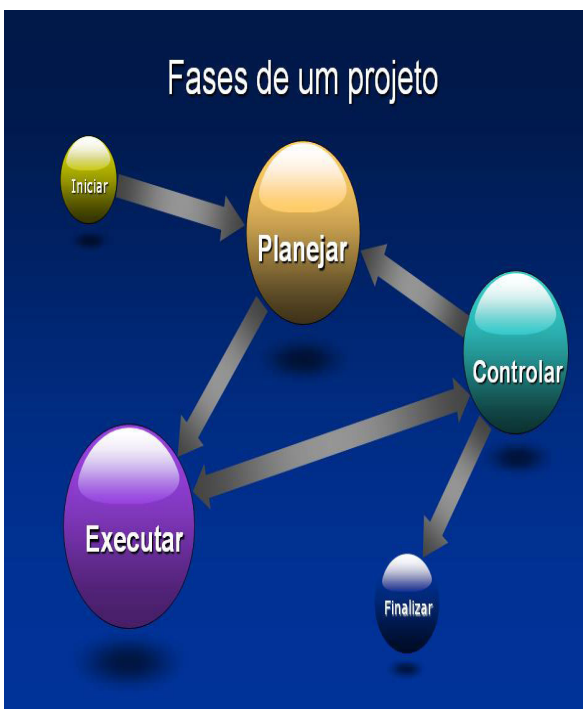 Fases de um projeto
Iniciar
Planejar
Controlar
Executar
Finalizar